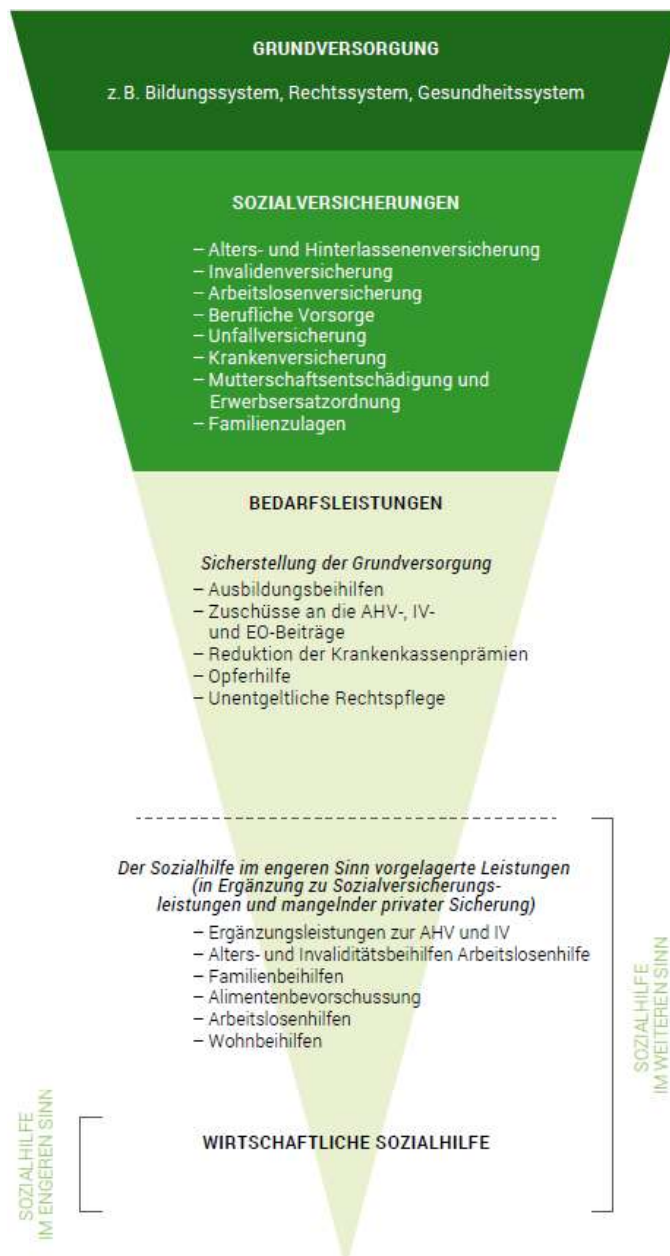 GRUNDVERSORGUNG
z. B. Bildungssystem, Rechtssystem, Gesundheitssystem
SOZIALVERSICHERUNGEN
– Alters- und Hinterlassenenversicherung
– Invalidenversicherung
– Arbeitslosenversicherung
– Berufliche Vorsorge
– Unfallversicherung
– Krankenversicherung
– Mutterschaftsentschädigung und
Erwerbsersatzordnung
– Familienzulagen
BEDARFSLEISTUNGEN
Sicherstellung der Grundversorgung
– Ausbildungsbeihilfen
– Zuschüsse an die AHV-, IV-
und EO-Beiträge
– Reduktion der Krankenkassenprämien
– Opferhilfe
– Unentgeltliche Rechtspflege
Der Sozialhilfe im engeren Sinn vorgelagerte Leistungen
(in Ergänzung zu Sozialversicherungs-
leistungen und mangelnder privater Sicherung)
– Ergänzungsleistungen zur AHV und IV
– Alters- und Invaliditätsbeihilfen Arbeitslosenhilfe
– Familienbeihilfen
– Alimentenbevorschussung
– Arbeitslosenhilfen
– Wohnbeihilfen
SOZIALHILFE
IM WEITEREN SINN
WIRTSCHAFTLICHE SOZIALHILFE
SOZIALHILFE
IM ENGEREN SINN